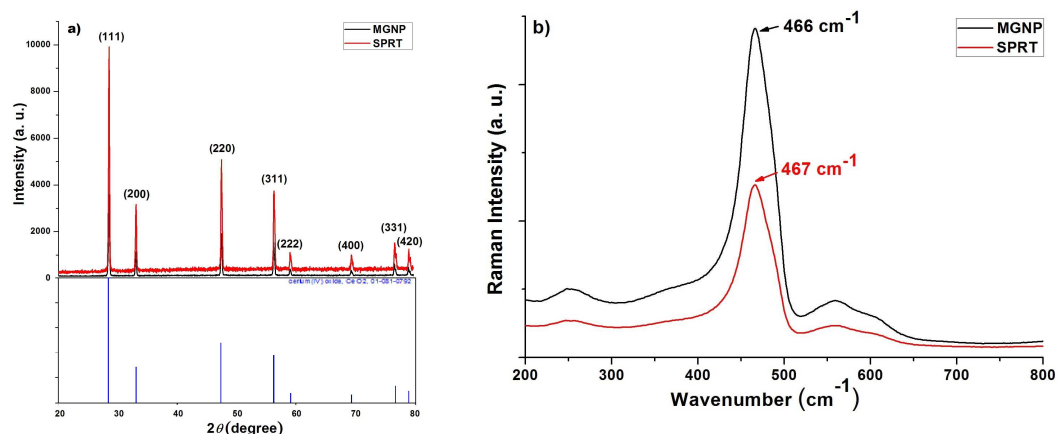 a)
MGNP
SPRT
(111)
(200)
(220)
(311)
(222)
(400)
(331)
(420)
10000
8000
6000
4000
2000
0
Intensity (a. u.)
cerium (IV) oxide, Ce O2, 01-081-0792
20 30 40 50 60 70 80
2θ (degree)
b)
MGNP
SPRT
466 cm⁻¹
467 cm⁻¹
Raman Intensity (a. u.)
200 300 400 500 600 700 800
Wavenumber (cm⁻¹)